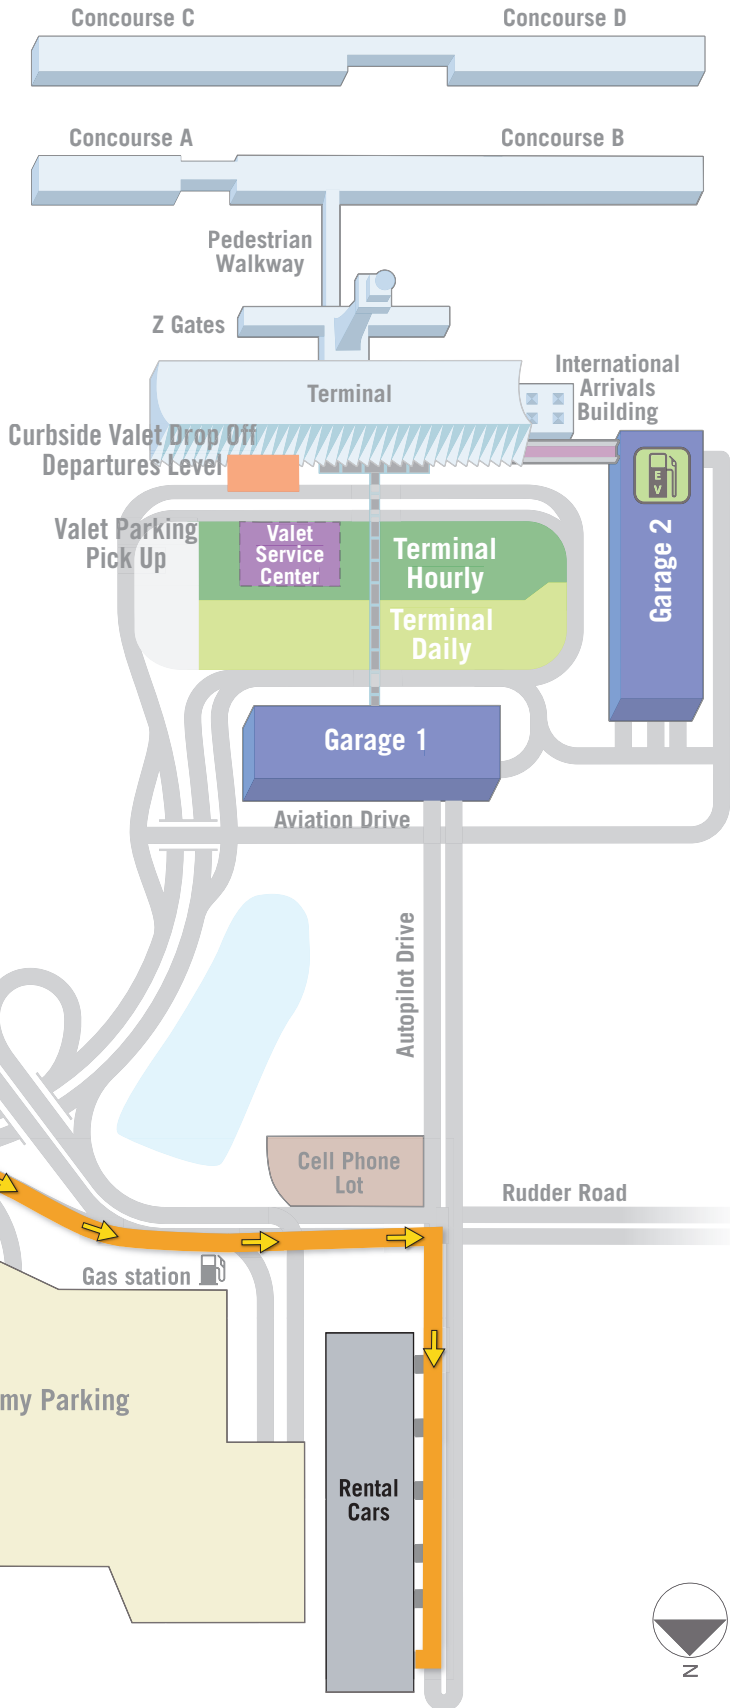 Concourse C
Concourse D
Concourse A
Concourse B
Pedestrian
Walkway
Z Gates
International
Arrivals
Building
Terminal
Curbside Valet Drop Off
Departures Level
EV
Valet Parking
Pick Up
Valet
Service
Center
Terminal
Hourly
Garage 2
Terminal
Daily
Garage 1
Aviation Drive
Autopilot Drive
Cell Phone
Lot
Rudder Road
Gas station
my Parking
Rental
Cars
N